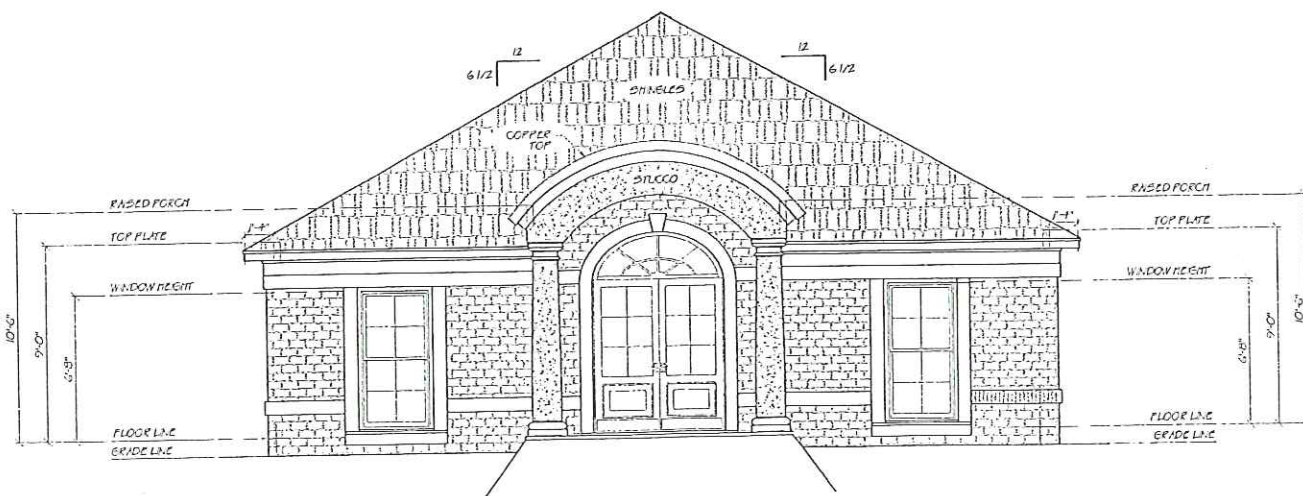 12
6 1/2
12
6 1/2
SHINGLES
COPPER
TOP
STUCCO
RAISED PORCH
RAISED PORCH
1'-4"
1'-4"
TOP PLATE
TOP PLATE
WINDOW HEIGHT
WINDOW HEIGHT
10'-6"
9'-0"
6'-8"
6'-8"
9'-0"
10'-6"
FLOOR LINE
FLOOR LINE
GRADE LINE
GRADE LINE